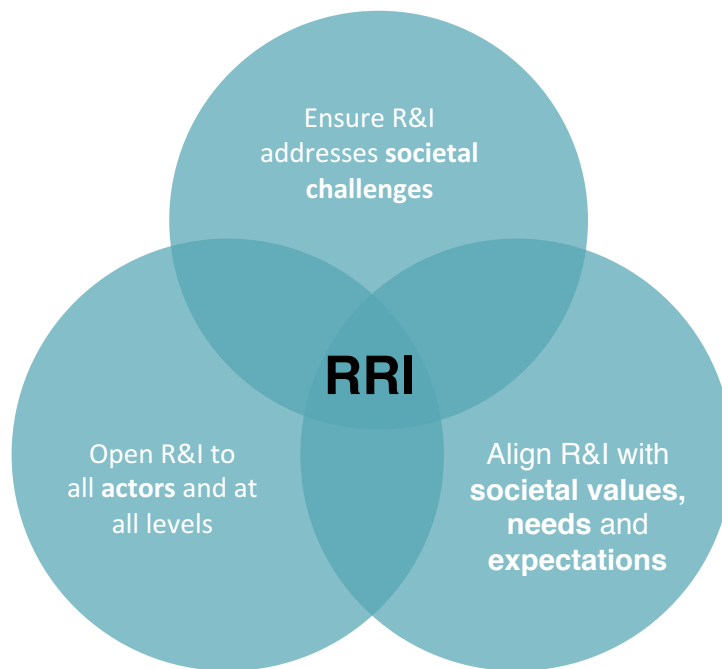 Ensure R&I
addresses societal
challenges
RRI
Open R&I to
all actors and at
all levels
Align R&I with
societal values,
needs and
expectations